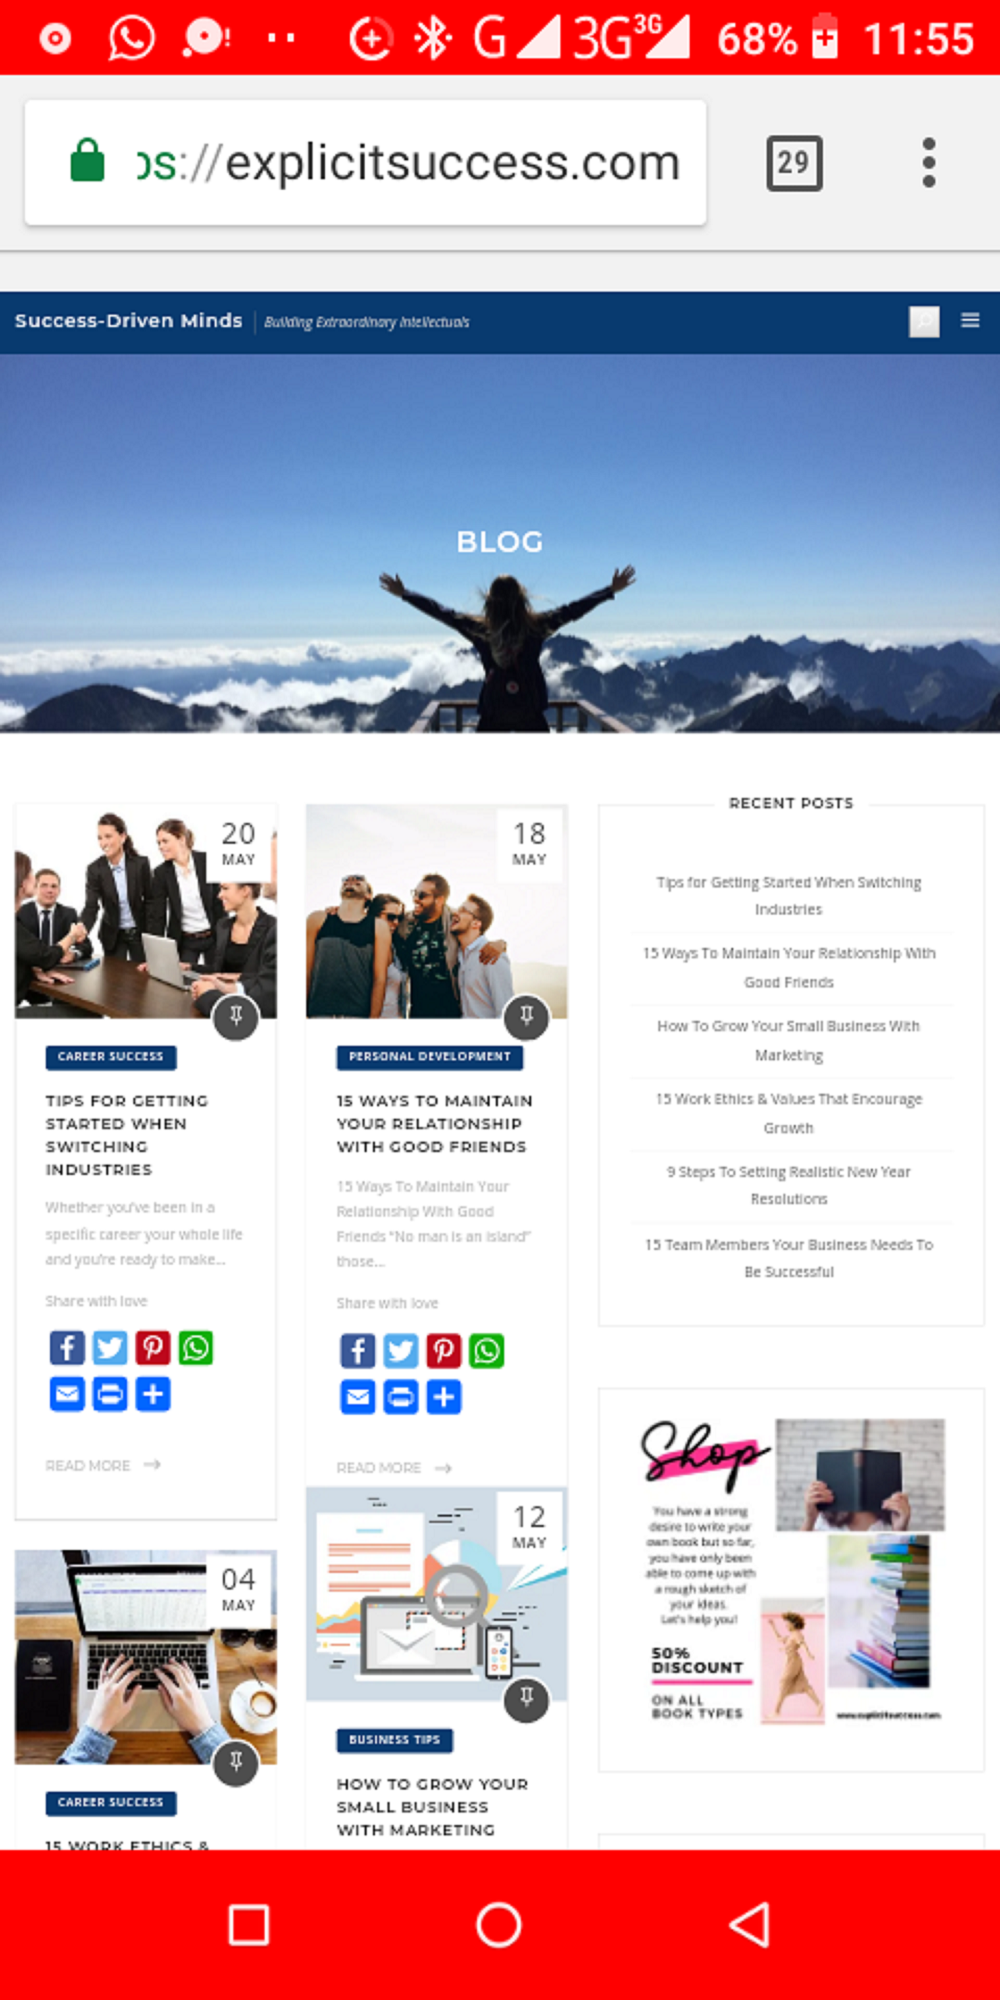 G 3G 3G 68% 11:55
ps://explicitsuccess.com 29
Success-Driven Minds Building Extraordinary Intellectuals
BLOG
20
MAY
CAREER SUCCESS
TIPS FOR GETTING
STARTED WHEN
SWITCHING
INDUSTRIES
Whether you've been in a
specific career your whole life
and you're ready to make...
Share with love
READ MORE
04
MAY
CAREER SUCCESS
15 WORK ETHICS &
18
MAY
PERSONAL DEVELOPMENT
15 WAYS TO MAINTAIN
YOUR RELATIONSHIP
WITH GOOD FRIENDS
15 Ways To Maintain Your
Relationship With Good
Friends "No man is an island"
those...
Share with love
READ MORE
12
MAY
BUSINESS TIPS
HOW TO GROW YOUR
SMALL BUSINESS
WITH MARKETING
RECENT POSTS
Tips for Getting Started When Switching
Industries
15 Ways To Maintain Your Relationship With
Good Friends
How To Grow Your Small Business With
Marketing
15 Work Ethics & Values That Encourage
Growth
9 Steps To Setting Realistic New Year
Resolutions
15 Team Members Your Business Needs To
Be Successful
Shop
You have a strong
desire to write your
own book but so far,
you have only been
able to come up with
a rough sketch of
your ideas.
Let's help you!
50%
DISCOUNT
ON ALL
BOOK TYPES
www.explicitsuccess.com